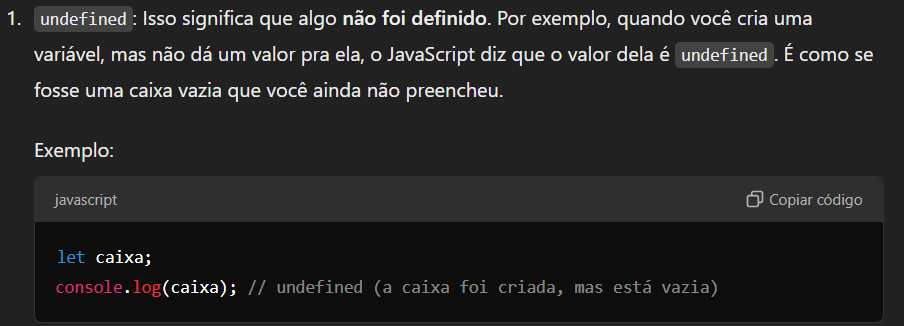 1. undefined: Isso significa que algo não foi definido. Por exemplo, quando você cria uma
variável, mas não dá um valor pra ela, o JavaScript diz que o valor dela é undefined. É como se
fosse uma caixa vazia que você ainda não preencheu.
Exemplo:
javascript Copiar código
let caixa;
console.log(caixa); // undefined (a caixa foi criada, mas está vazia)